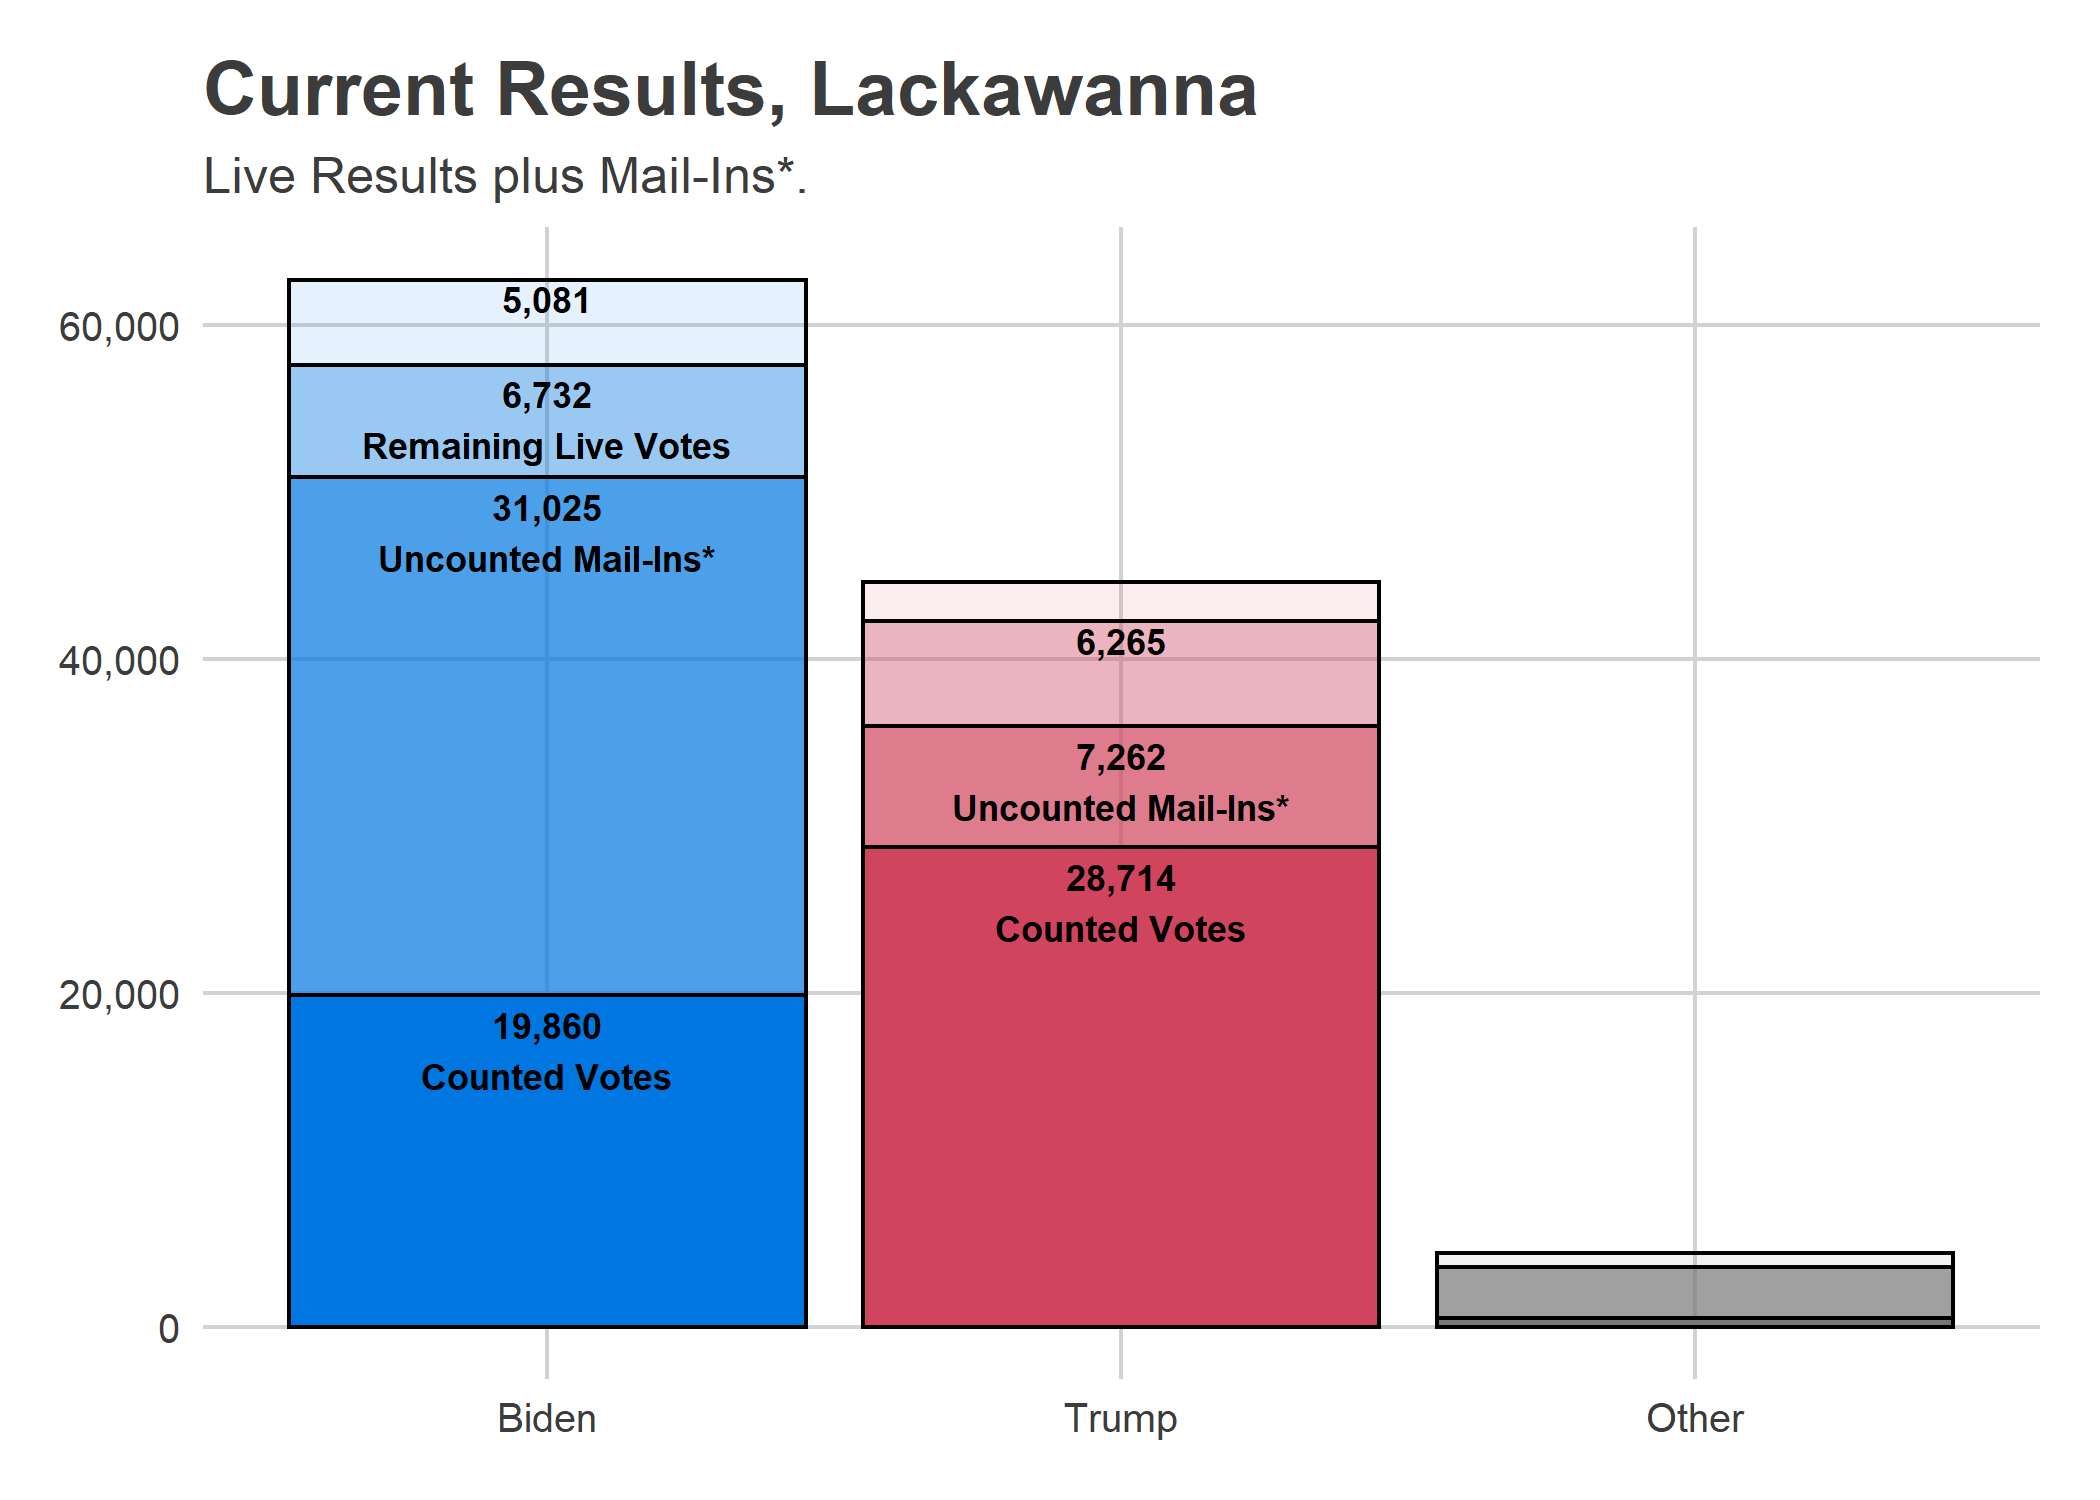 Current Results, Lackawanna
Live Results plus Mail-Ins*.
60,000
40,000
20,000
0
5,081
6,732
Remaining Live Votes
31,025
Uncounted Mail-Ins*
19,860
Counted Votes
6,265
7,262
Uncounted Mail-Ins*
28,714
Counted Votes
Biden
Trump
Other